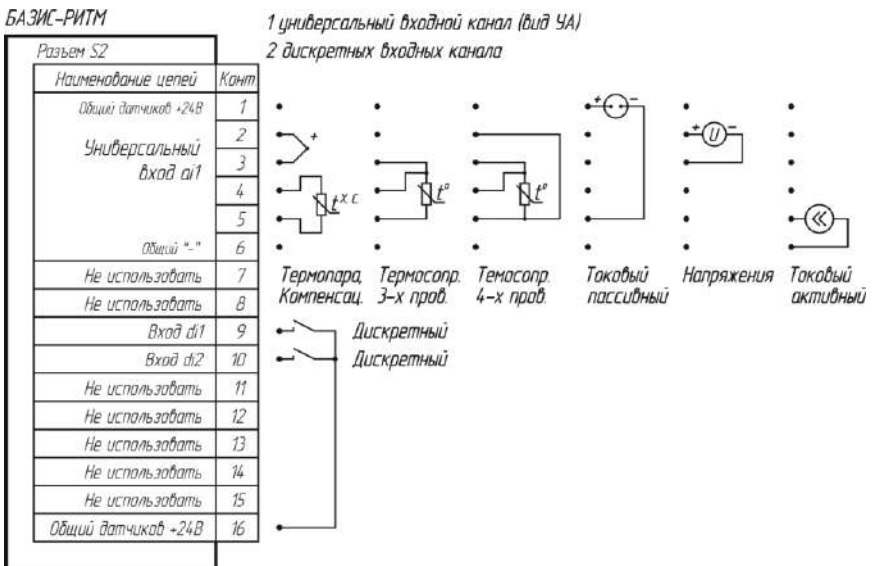 БАЗИС-РИТМ
1 универсальный входной канал (вид УА)
2 дискретных входных канала
Разъем S2
Наименование цепей Конт
Общий датчиков +24В 1
Универсальный вход ai1
2
3
4
5
Общий "-" 6
Не использовать 7
Не использовать 8
Вход di1 9
Вход di2 10
Не использовать 11
Не использовать 12
Не использовать 13
Не использовать 14
Не использовать 15
Общий датчиков +24В 16
+
t x.c.
t°
t°
+ -
+ U -
Термопара,
Компенсац.
Термосопр.
3-х пров.
Темосопр.
4-х пров.
Токовый
пассивный
Напряжения
Токовый
активный
Дискретный
Дискретный